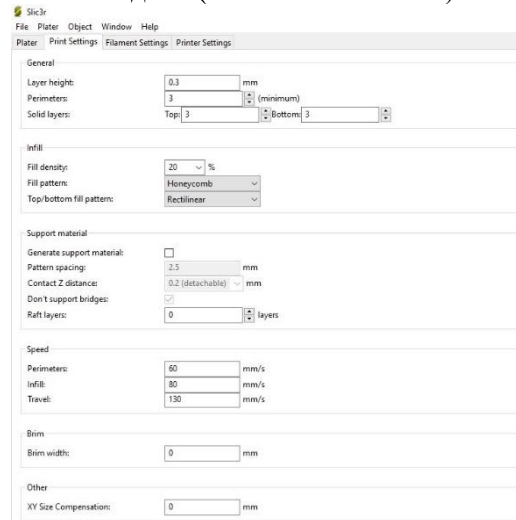 Slic3r
File Plater Object Window Help
Plater Print Settings Filament Settings Printer Settings
General
Layer height: 0.3 mm
Perimeters: 3 (minimum)
Solid layers: Top: 3 Bottom: 3
Infill
Fill density: 20 %
Fill pattern: Honeycomb
Top/bottom fill pattern: Rectilinear
Support material
Generate support material:
Pattern spacing: 2.5 mm
Contact Z distance: 0.2 (detachable) mm
Don't support bridges:
Raft layers: 0 layers
Speed
Perimeters: 60 mm/s
Infill: 80 mm/s
Travel: 130 mm/s
Brim
Brim width: 0 mm
Other
XY Size Compensation: 0 mm